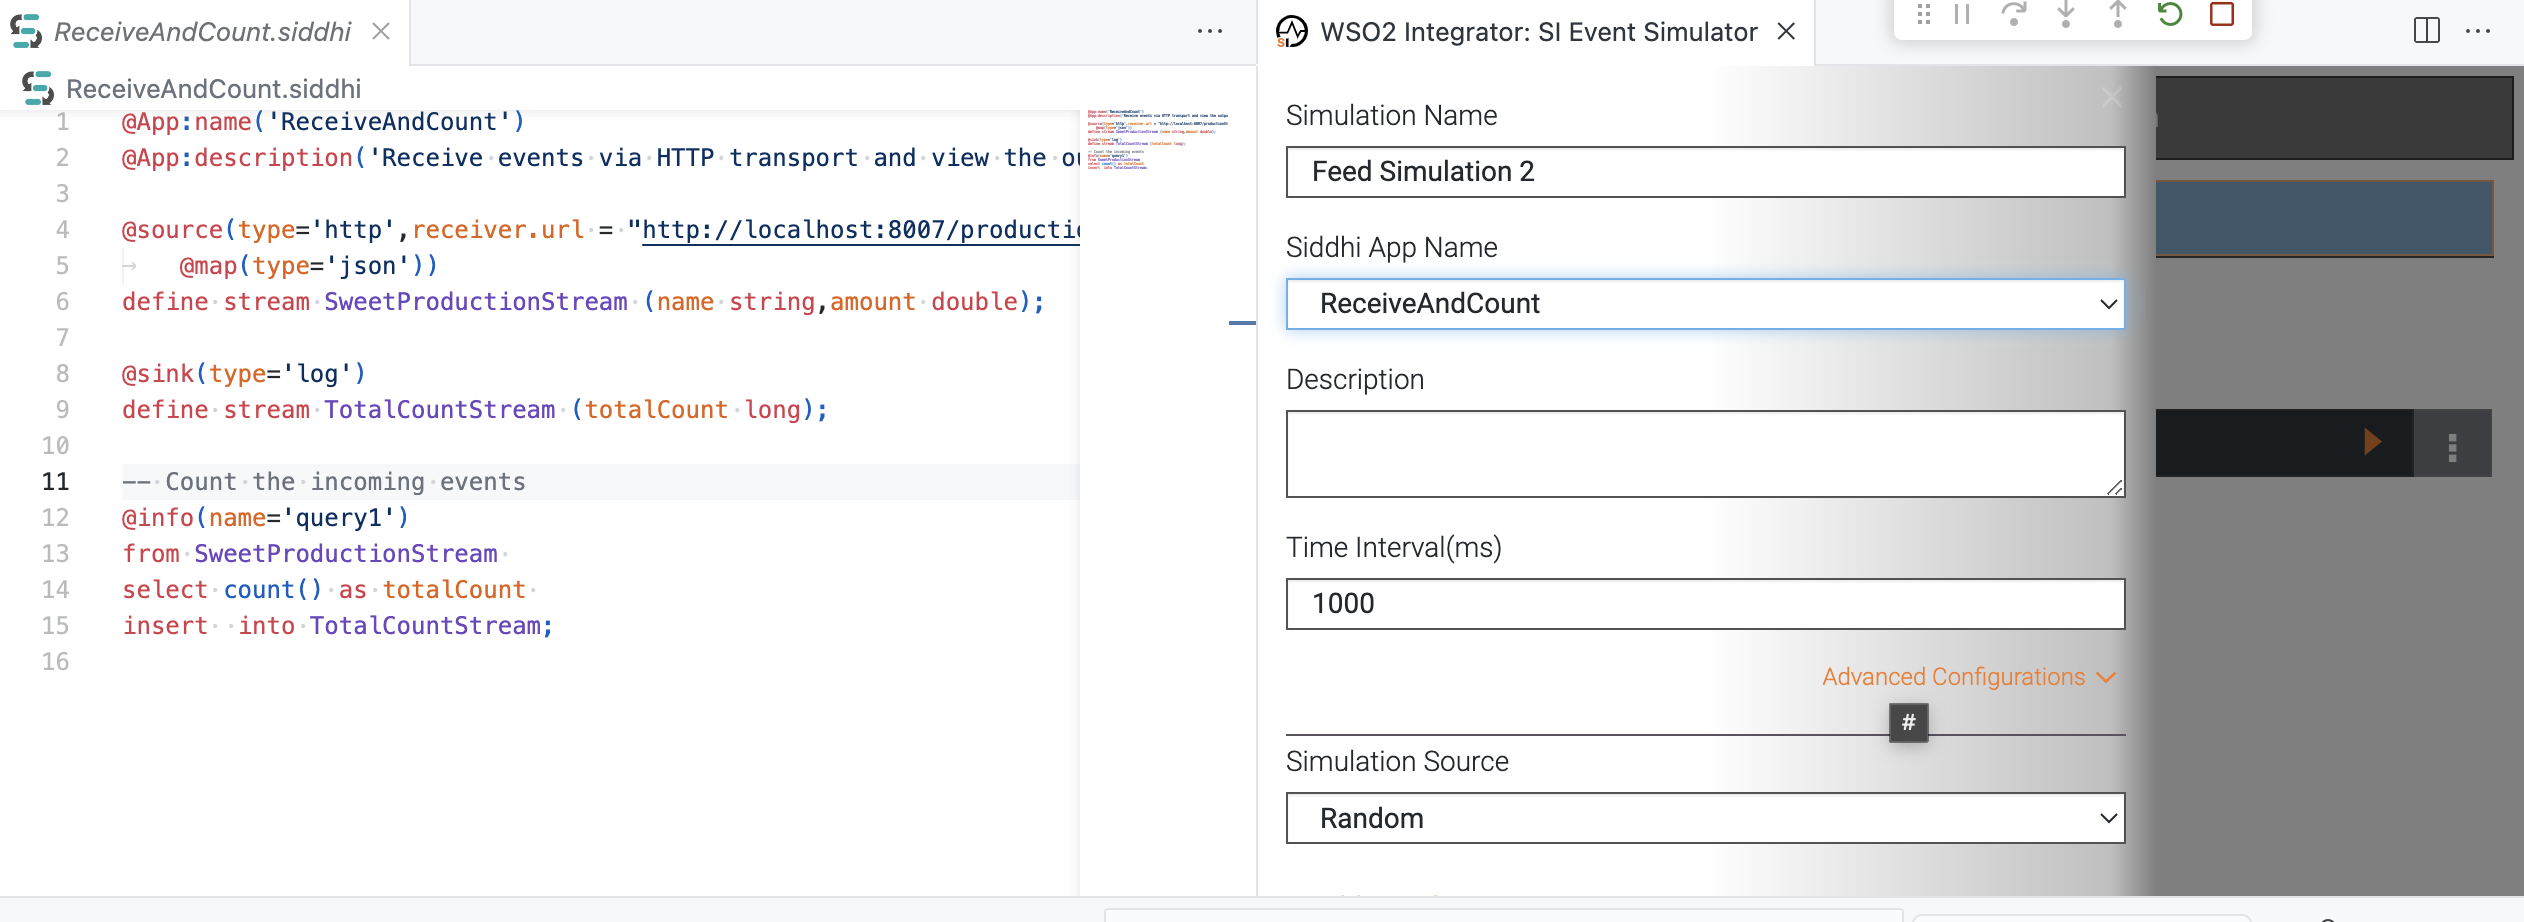 ReceiveAndCount.siddhi
WSO2 Integrator: SI Event Simulator
ReceiveAndCount.siddhi
1 @App:name('ReceiveAndCount')
2 @App:description('Receive events via HTTP transport and view the
3
4 @source(type='http',receiver.url = "http://localhost:8007/
5 @map(type='json'))
6 define stream SweetProductionStream (name string,amount double);
7
8 @sink(type='log')
9 define stream TotalCountStream (totalCount long);
10
11 -- Count the incoming events
12 @info(name='query1')
13 from SweetProductionStream
14 select count() as totalCount
15 insert  into TotalCountStream;
16
Simulation Name
Feed Simulation 2
Siddhi App Name
ReceiveAndCount
Description
Time Interval(ms)
1000
Advanced Configurations
#
Simulation Source
Random